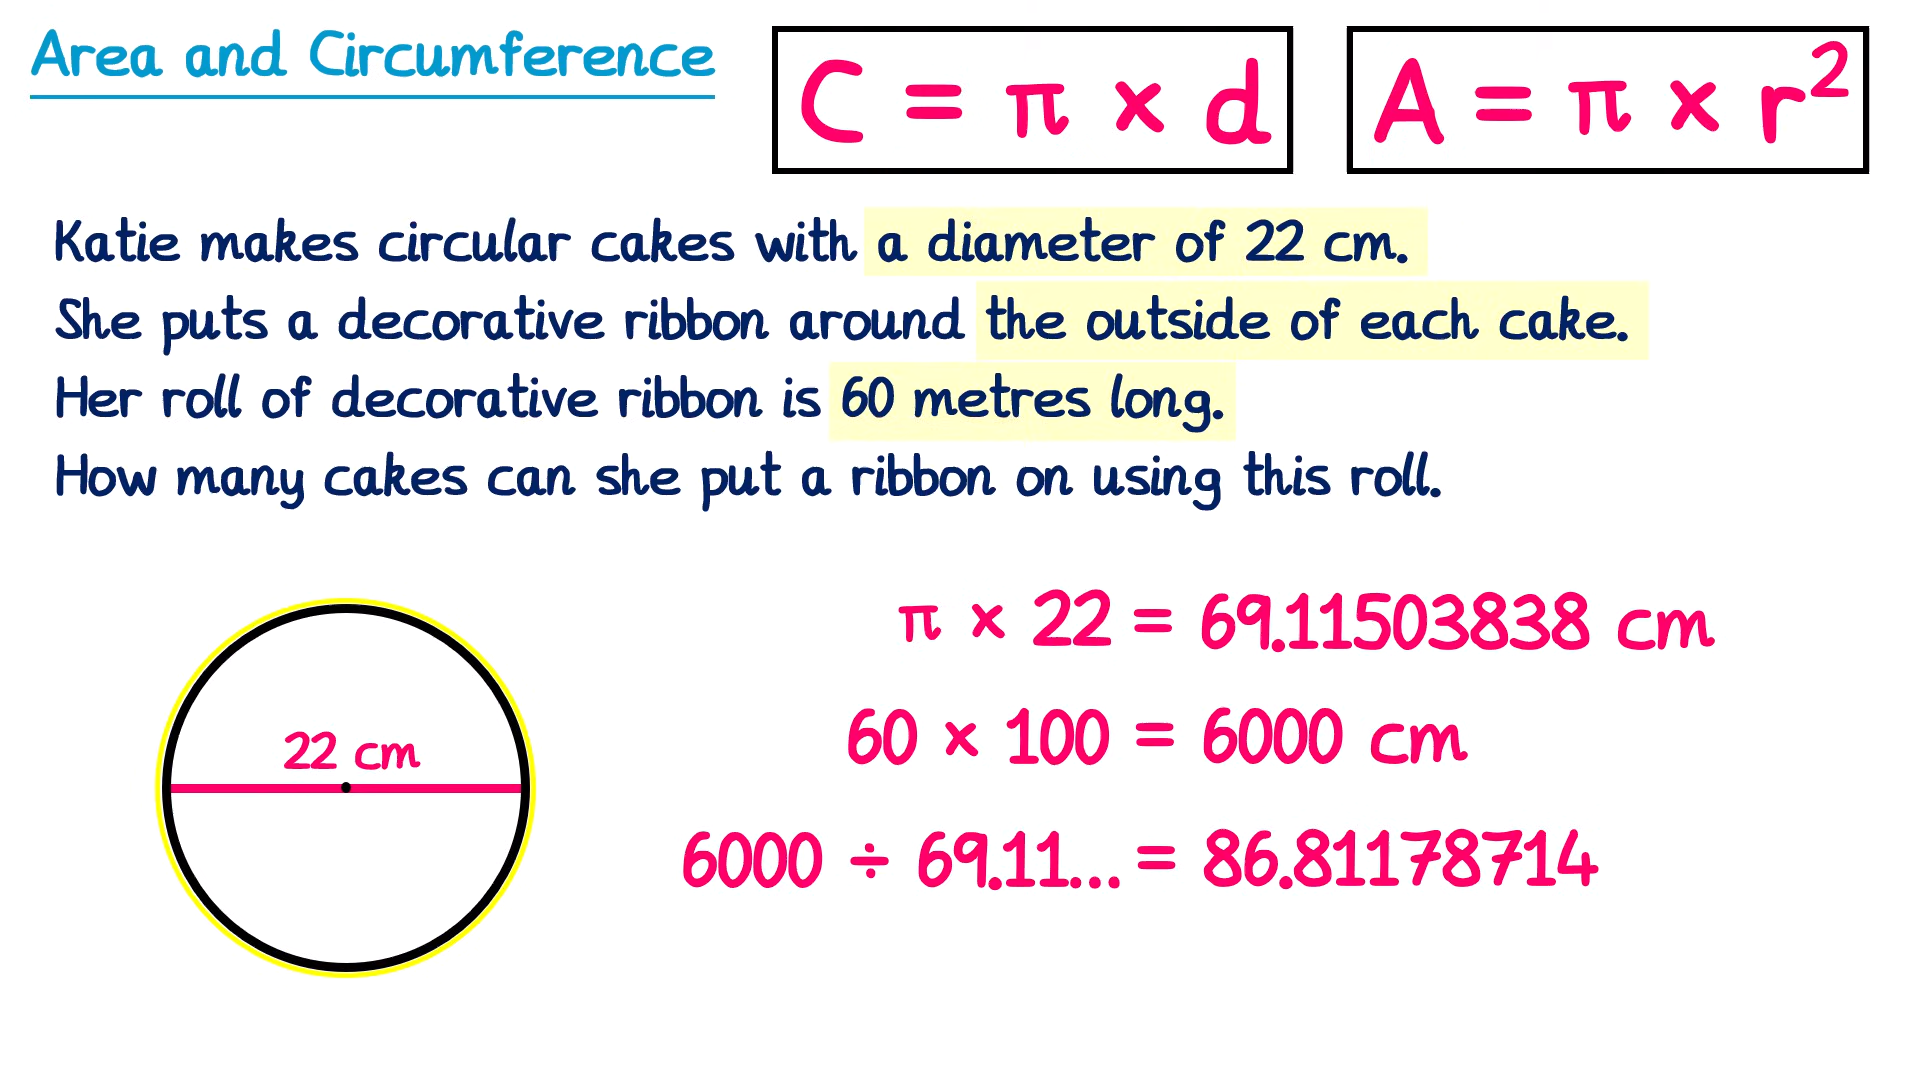 Area and Circumference
C = π × d
A = π × r²
Katie makes circular cakes with a diameter of 22 cm.
She puts a decorative ribbon around the outside of each cake.
Her roll of decorative ribbon is 60 metres long.
How many cakes can she put a ribbon on using this roll.
22 cm
π × 22 = 69.11503838 cm
60 × 100 = 6000 cm
6000 ÷ 69.11... = 86.81178714